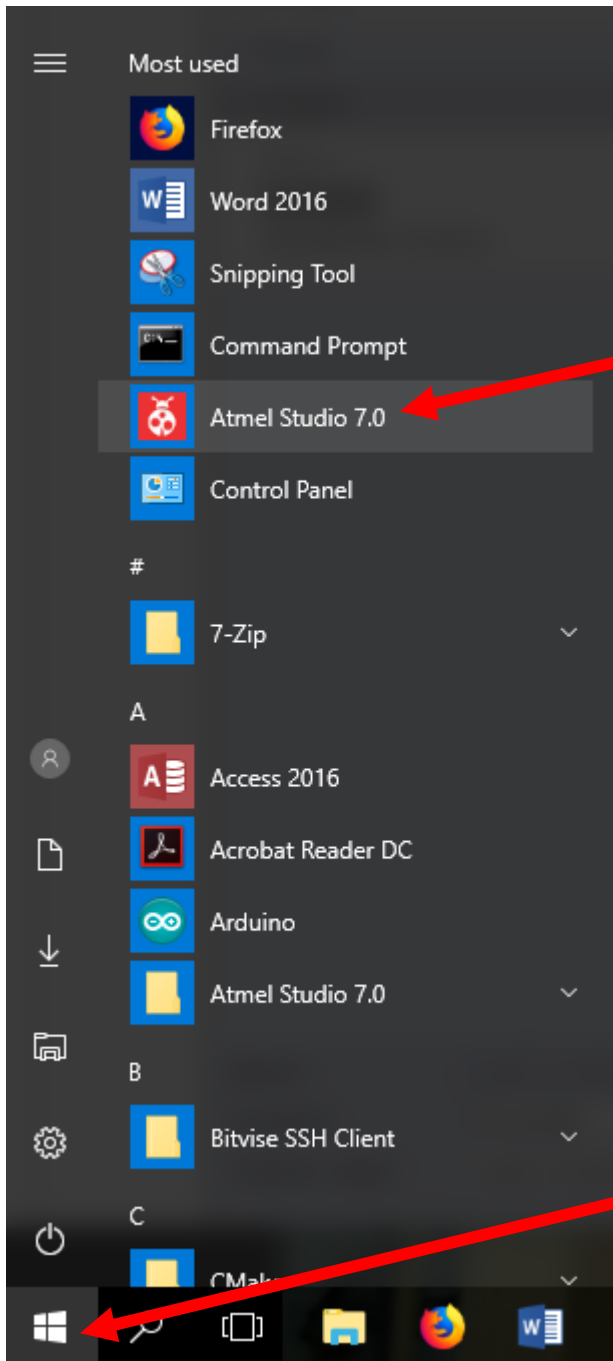 Most used
Firefox
Word 2016
Snipping Tool
Command Prompt
Atmel Studio 7.0
Control Panel
#
7-Zip
A
Access 2016
Acrobat Reader DC
Arduino
Atmel Studio 7.0
B
Bitvise SSH Client
C